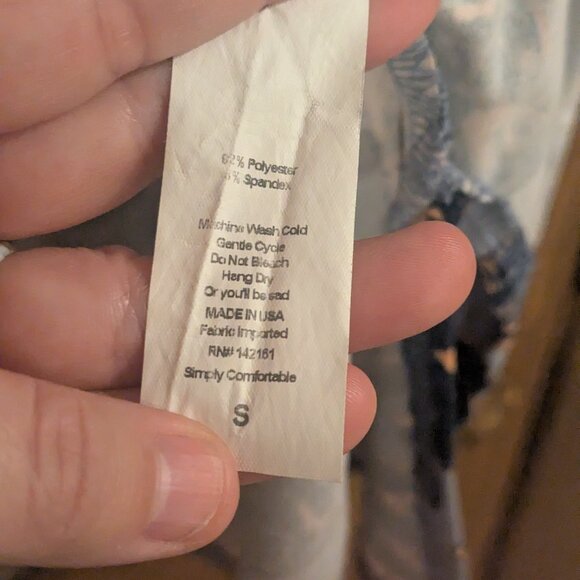 % Polyester
% Spandex
Machine Wash Cold
Gentle Cycle
Do Not Bleach
Hang Dry
Or you'll be sad
MADE IN USA
Fabric Imported
RN# 142161
Simply Comfortable
S